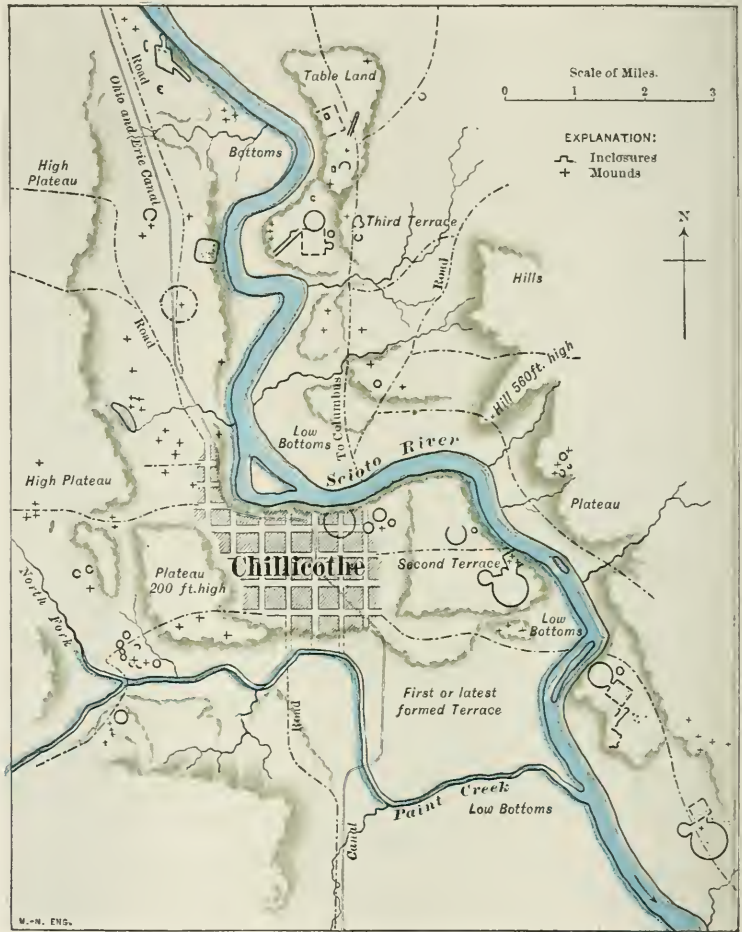 Table Land
Scale of Miles.
0 1 2 3
EXPLANATION:
Inclosures
+ Mounds
Road
Ohio and Erie Canal
Bottoms
High
Plateau
Third Terrace
N
Road
Hills
Road
Hill 560 ft. high
To Columbus
Low
Bottoms
Scioto River
High Plateau
Plateau
Chillicothe
Second Terrace
North Fork
Plateau
200 ft. high
Low
Bottoms
First or latest
formed Terrace
Road
Paint Creek
Low Bottoms
Canal
M.-N. ENG.